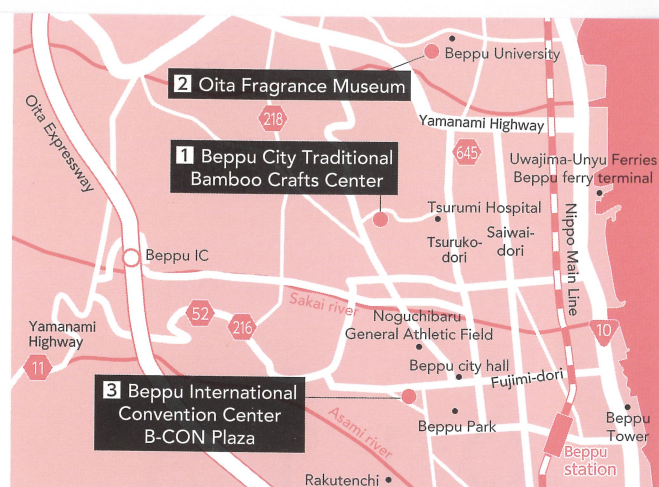 Beppu University
2 Oita Fragrance Museum
218
Yamanami Highway
Oita Expressway
1 Beppu City Traditional
Bamboo Crafts Center
645
Uwajima-Unyu Ferries
Beppu ferry terminal
Tsurumi Hospital
Tsuruko-
dori
Saiwai-
dori
Nippo Main Line
Beppu IC
Sakai river
52
216
Noguchibaru
General Athletic Field
10
Yamanami
Highway
11
Beppu city hall
Fujimi-dori
3 Beppu International
Convention Center
B-CON Plaza
Asami river
Beppu Park
Beppu
Tower
Beppu
station
Rakutenchi